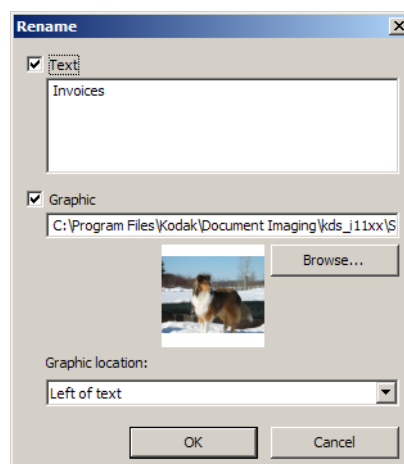 Rename
Text
Invoices
Graphic
C:\Program Files\Kodak\Document Imaging\kds_i11xx\S
Browse...
Graphic location:
Left of text
OK
Cancel